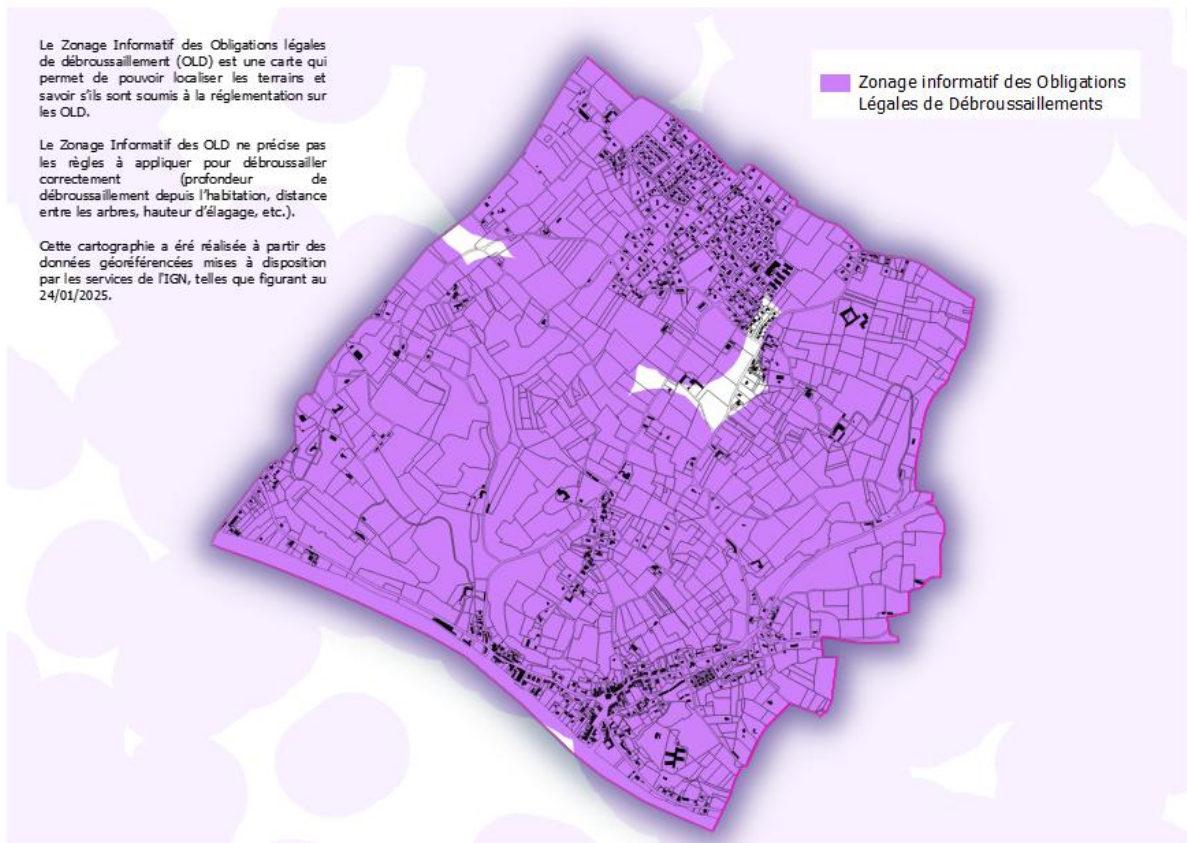 Le Zonage Informatif des Obligations légales
de débroussaillement (OLD) est une carte qui
permet de pouvoir localiser les terrains et
savoir s'ils sont soumis à la réglementation sur
les OLD.
Le Zonage Informatif des OLD ne précise pas
les règles à appliquer pour débroussailler
correctement (profondeur de
débroussaillement depuis l'habitation, distance
entre les arbres, hauteur d'élagage, etc.).
Cette cartographie a éré réalisée à partir des
données géoréférencées mises à disposition
par les services de l'IGN, telles que figurant au
24/01/2025.
Zonage informatif des Obligations
Légales de Débroussaillements